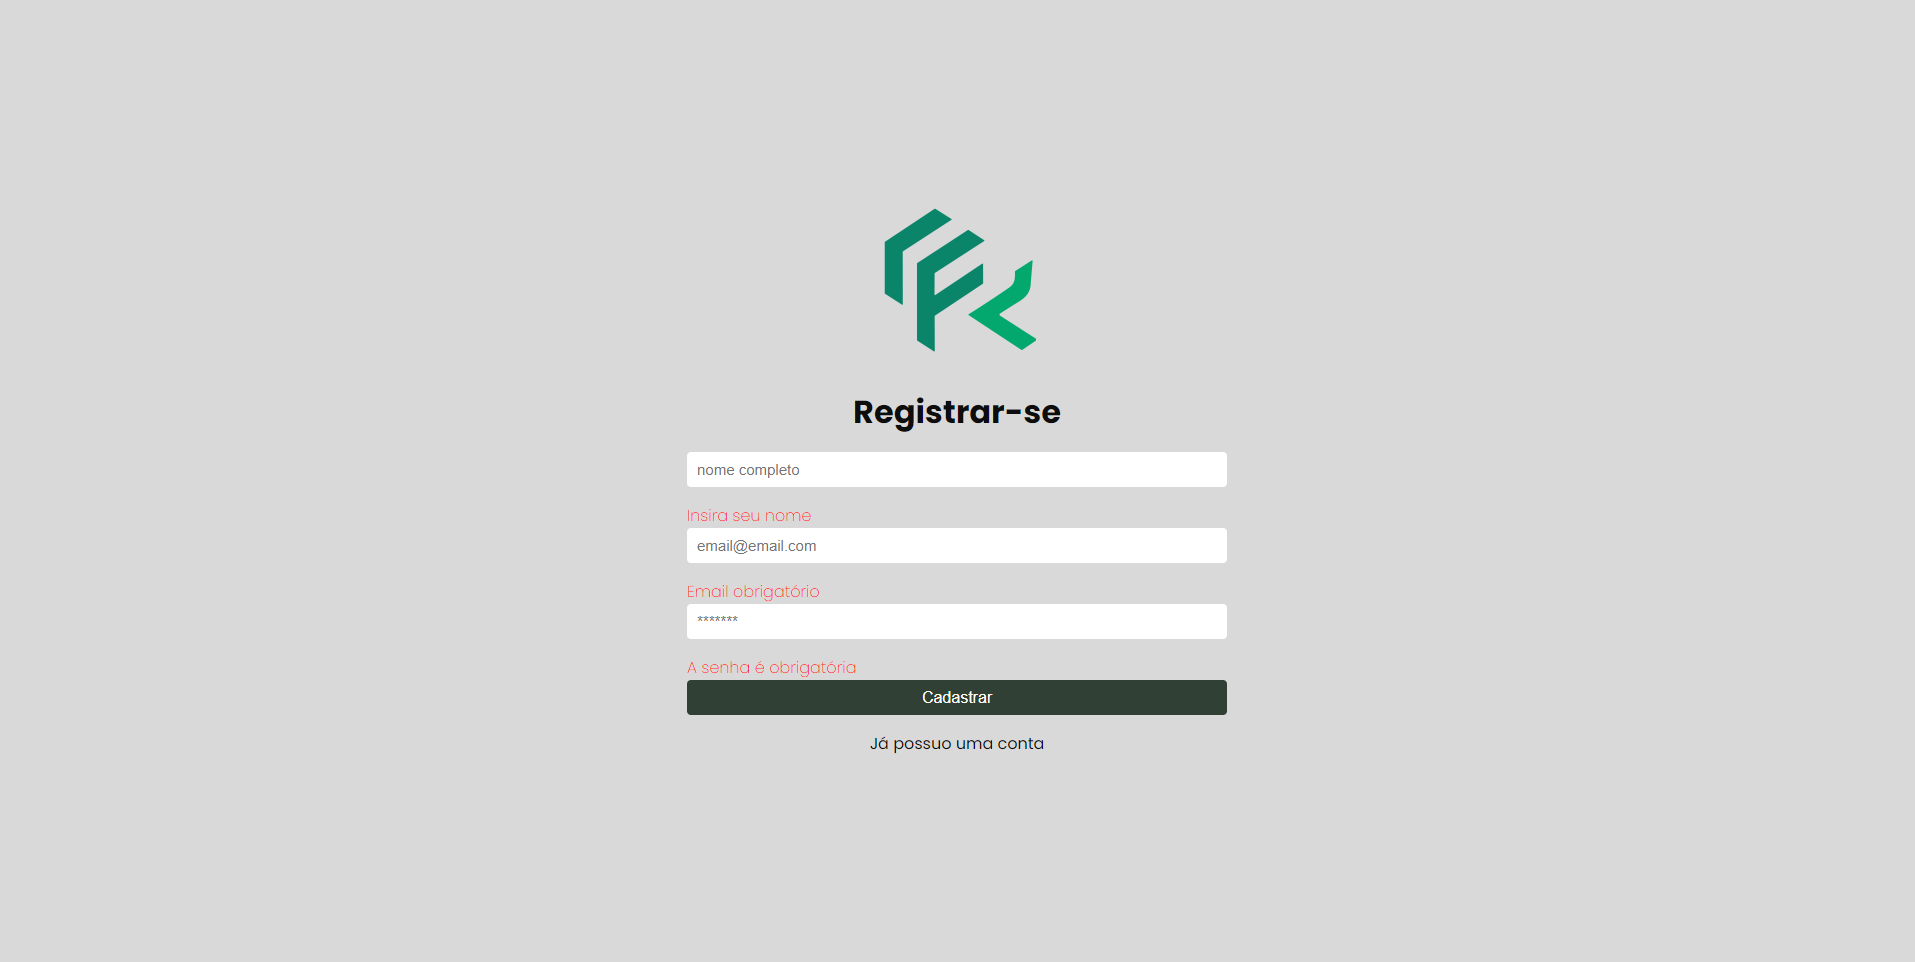 Registrar-se
nome completo
Insira seu nome
email@email.com
Email obrigatório
*******
A senha é obrigatória
Cadastrar
Já possuo uma conta